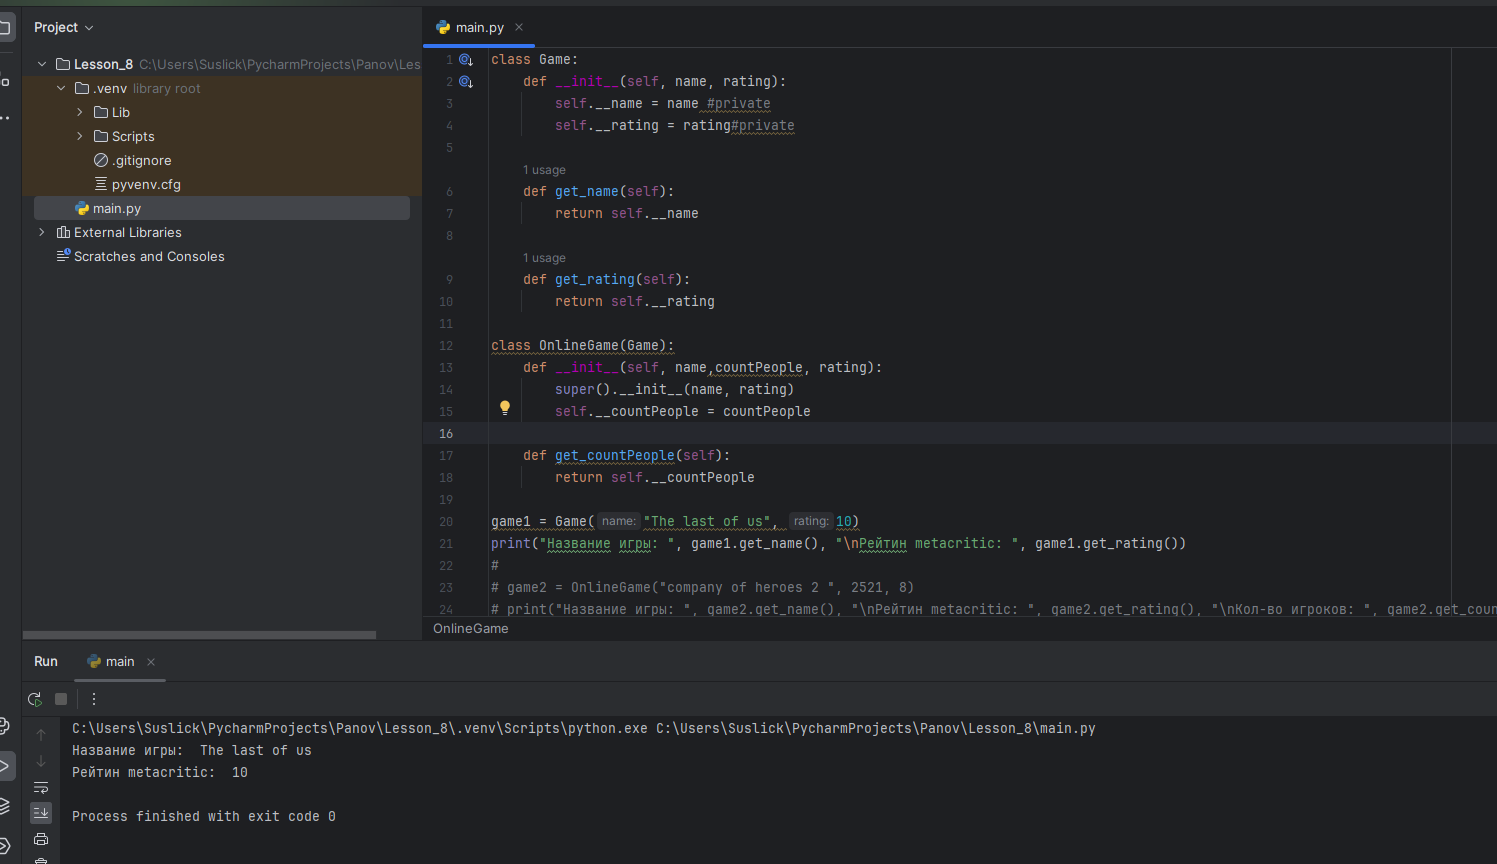 Project
main.py
Lesson_8 C:\Users\Suslick\PycharmProjects\Panov\Les
.venv library root
Lib
Scripts
.gitignore
pyvenv.cfg
main.py
External Libraries
Scratches and Consoles
1 class Game:
2 def __init__(self, name, rating):
3 self.__name = name #private
4 self.__rating = rating#private
5
1 usage
6 def get_name(self):
7 return self.__name
8
1 usage
9 def get_rating(self):
10 return self.__rating
11
12 class OnlineGame(Game):
13 def __init__(self, name,countPeople, rating):
14 super().__init__(name, rating)
15 self.__countPeople = countPeople
16
17 def get_countPeople(self):
18 return self.__countPeople
19
20 game1 = Game( name: "The last of us", rating: 10)
21 print("Название игры: ", game1.get_name(), "\nРейтин metacritic: ", game1.get_rating())
22 #
23 # game2 = OnlineGame("company of heroes 2 ", 2521, 8)
24 # print("Название игры: ", game2.get_name(), "\nРейтин metacritic: ", game2.get_rating(), "\nКол-во игроков: ", game2.get_coun
OnlineGame
Run main
C:\Users\Suslick\PycharmProjects\Panov\Lesson_8\.venv\Scripts\python.exe C:\Users\Suslick\PycharmProjects\Panov\Lesson_8\main.py
Название игры:  The last of us
Рейтин metacritic:  10
Process finished with exit code 0